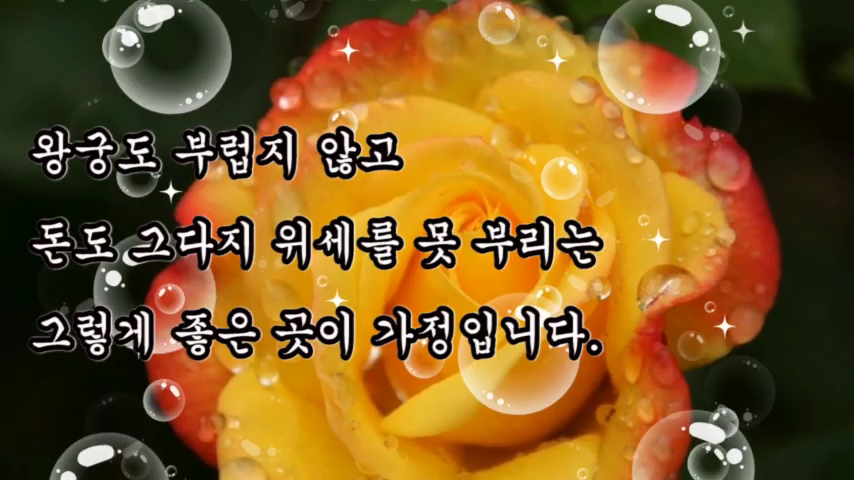 왕궁도 부럽지 않고
돈도 그다지 위세를 못 부리는
그렇게 좋은 곳이 가정입니다.